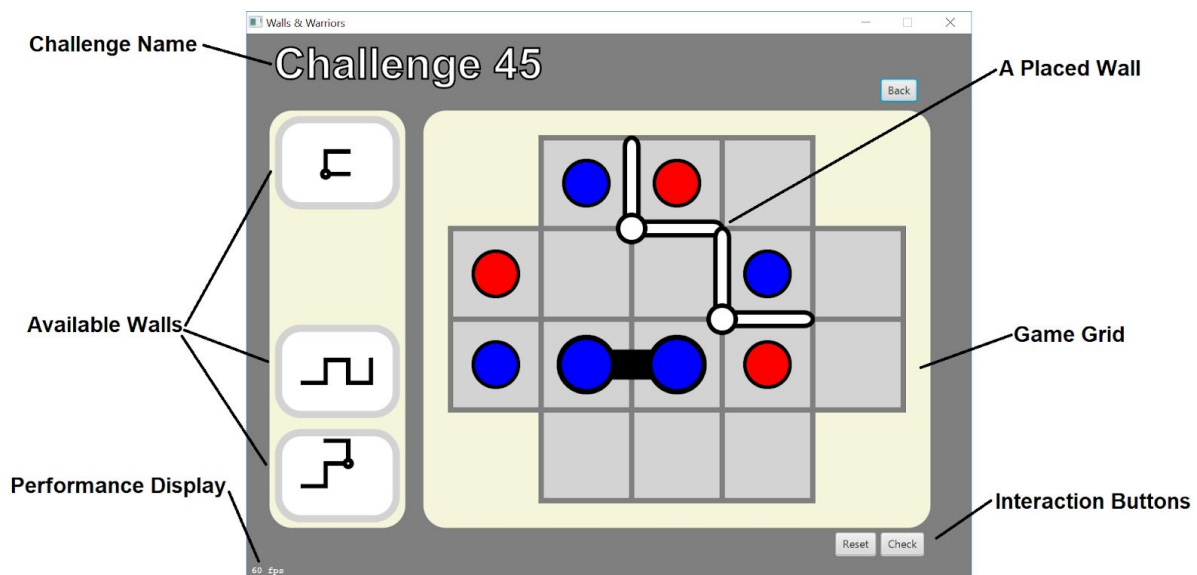 Walls & Warriors
Challenge Name
Challenge 45
A Placed Wall
Back
Available Walls
Game Grid
Performance Display
Interaction Buttons
Reset
Check
60 fps